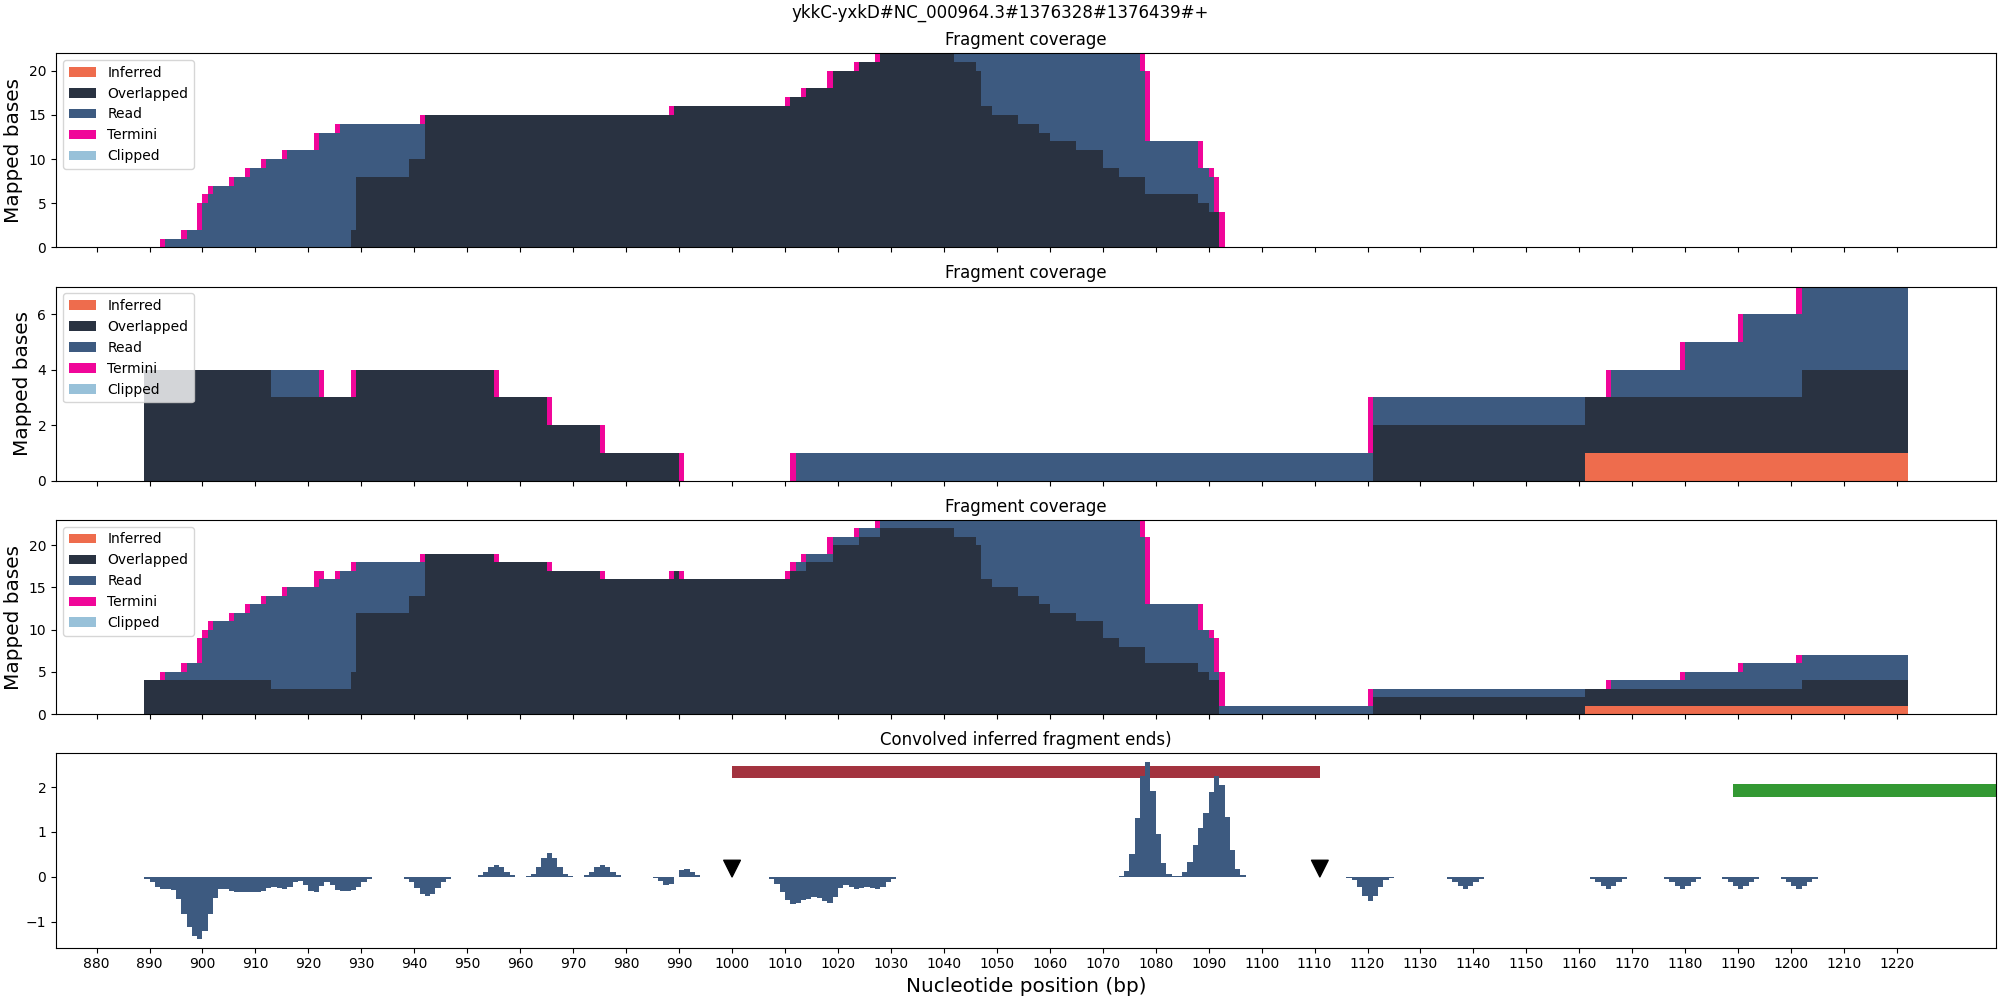 ykkC-yxkD#NC_000964.3#1376328#1376439#+
Fragment coverage
Mapped bases
20
15
10
5
0
Inferred
Overlapped
Read
Termini
Clipped
Fragment coverage
Mapped bases
6
4
2
0
Inferred
Overlapped
Read
Termini
Clipped
Fragment coverage
Mapped bases
20
15
10
5
0
Inferred
Overlapped
Read
Termini
Clipped
Convolved inferred fragment ends)
2
1
0
−1
880 890 900 910 920 930 940 950 960 970 980 990 1000 1010 1020 1030 1040 1050 1060 1070 1080 1090 1100 1110 1120 1130 1140 1150 1160 1170 1180 1190 1200 1210 1220
Nucleotide position (bp)